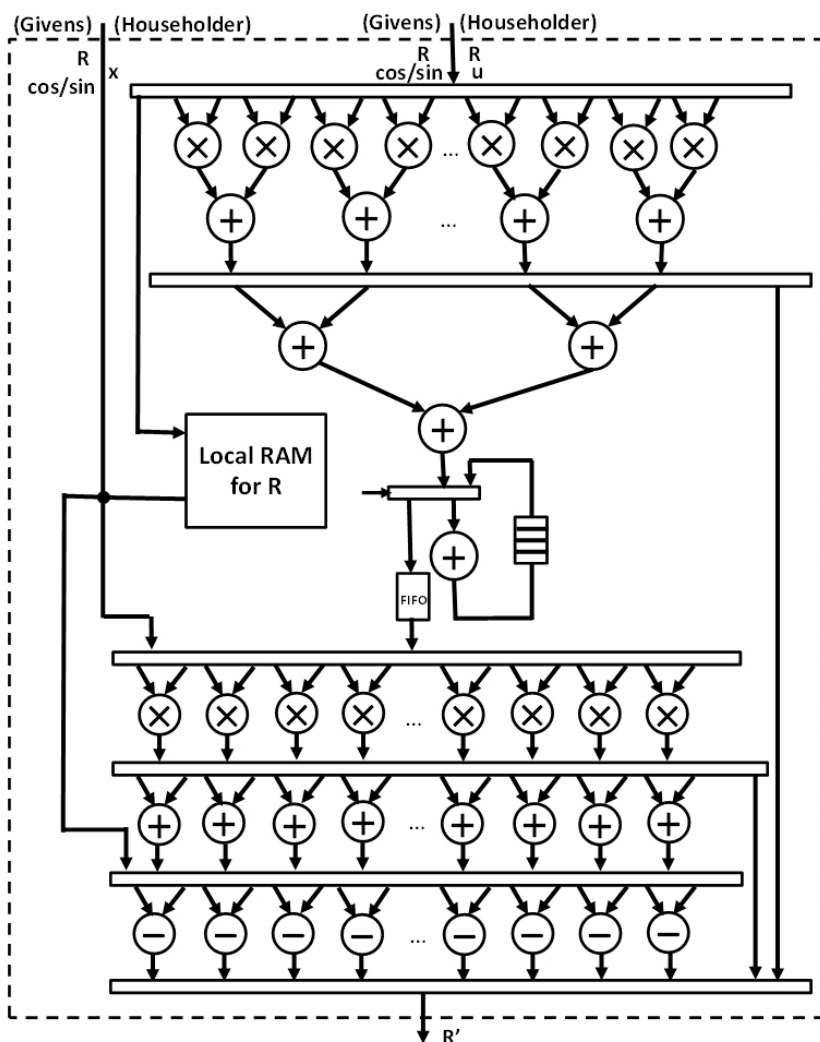 (Givens) (Householder) (Givens) (Householder)
R x R R
cos/sin cos/sin u
× × × × ... × × × ×
+ + ... + +
+ +
+
Local RAM
for R
+
FIFO
× × × × ... × × × ×
+ + + + ... + + + +
− − − − ... − − − −
R'